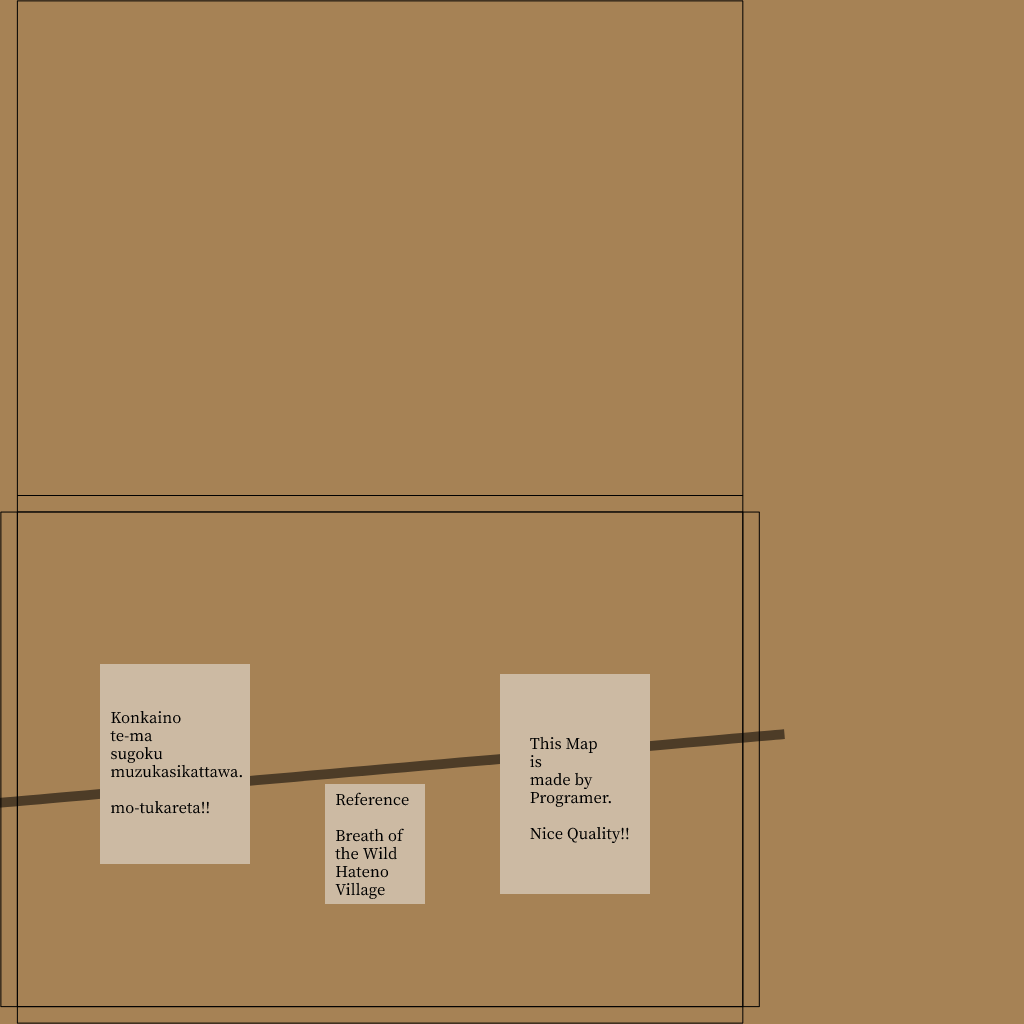 Konkaino
te-ma
sugoku
muzukasikattawa.
mo-tukareta!!
Reference
Breath of
the Wild
Hateno
Village
This Map
is
made by
Programer.
Nice Quality!!